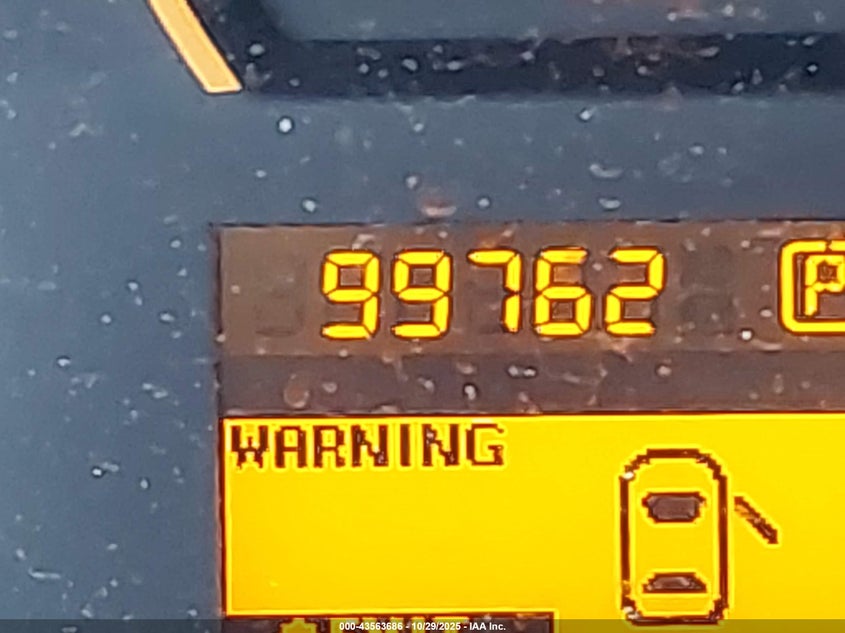 99762 P
WARNING
000-43563686 - 10/29/2025 - IAA Inc.